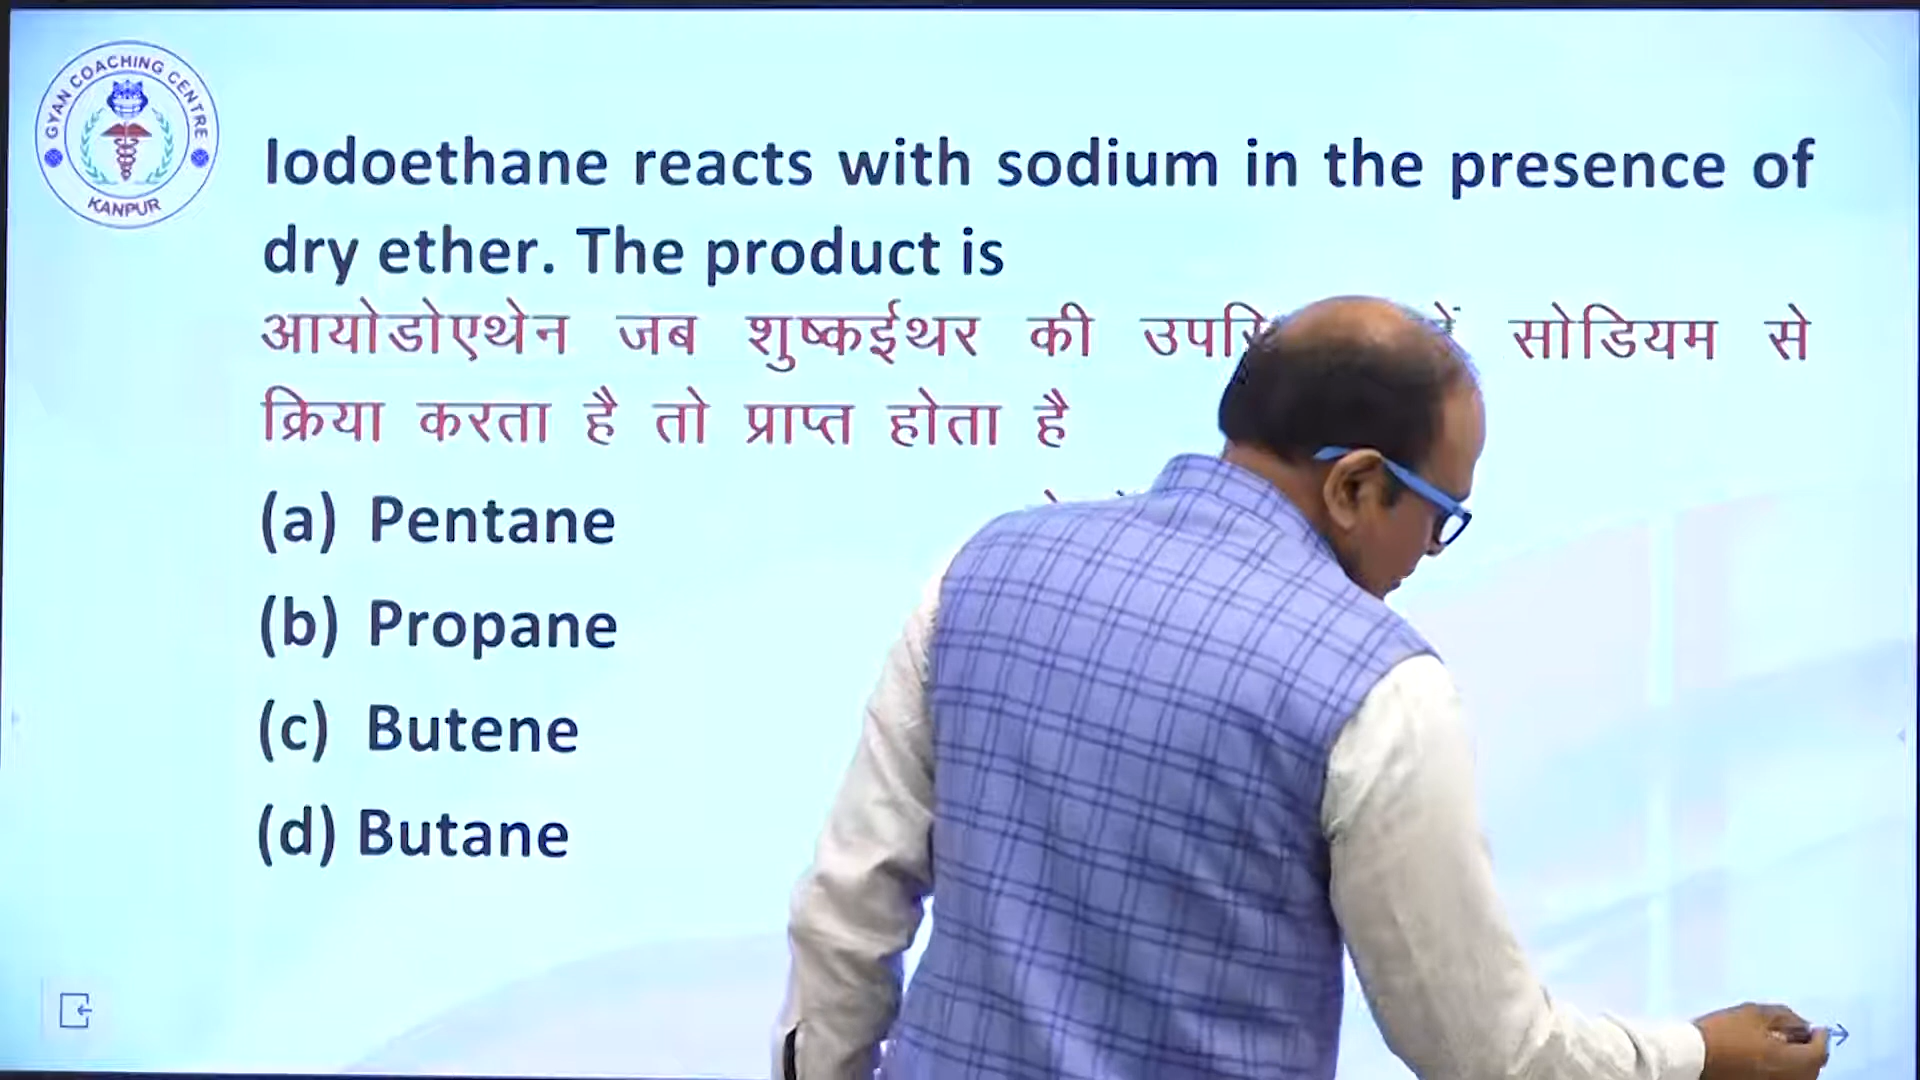 GYAN COACHING CENTRE
KANPUR
Iodoethane reacts with sodium in the presence of
dry ether. The product is
आयोडोएथेन जब शुष्कईथर की सोडियम से
क्रिया करता है तो प्राप्त होता है
(a) Pentane
(b) Propane
(c) Butene
(d) Butane